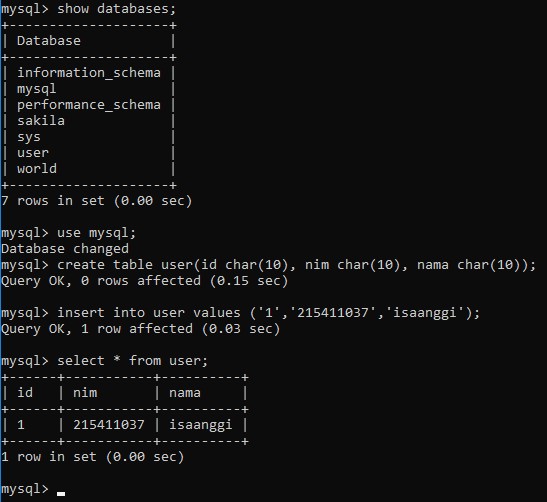 mysql> show databases;
+--------------------+
| Database           |
+--------------------+
| information_schema |
| mysql              |
| performance_schema |
| sakila             |
| sys                |
| user               |
| world              |
+--------------------+
7 rows in set (0.00 sec)

mysql> use mysql;
Database changed
mysql> create table user(id char(10), nim char(10), nama char(10));
Query OK, 0 rows affected (0.15 sec)

mysql> insert into user values ('1','215411037','isaanggi');
Query OK, 1 row affected (0.03 sec)

mysql> select * from user;
+------+-----------+----------+
| id   | nim       | nama     |
+------+-----------+----------+
| 1    | 215411037 | isaanggi |
+------+-----------+----------+
1 row in set (0.00 sec)

mysql>